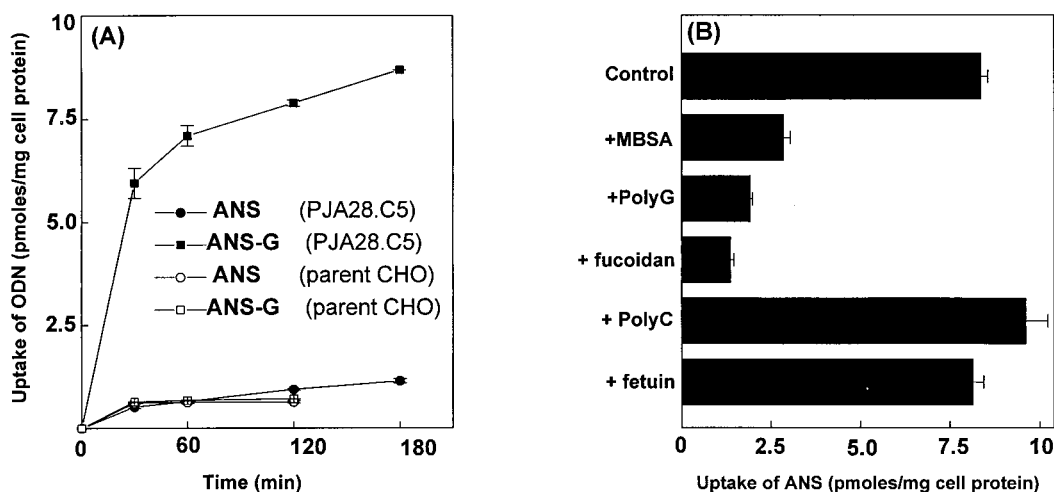 (A)
Uptake of ODN (pmoles/mg cell protein)
10
7.5
5.0
2.5
0
0 60 120 180
Time (min)
ANS (PJA28.C5)
ANS-G (PJA28.C5)
ANS (parent CHO)
ANS-G (parent CHO)
(B)
Control
+MBSA
+PolyG
+ fucoidan
+ PolyC
+ fetuin
0 2.5 5.0 7.5 10
Uptake of ANS (pmoles/mg cell protein)